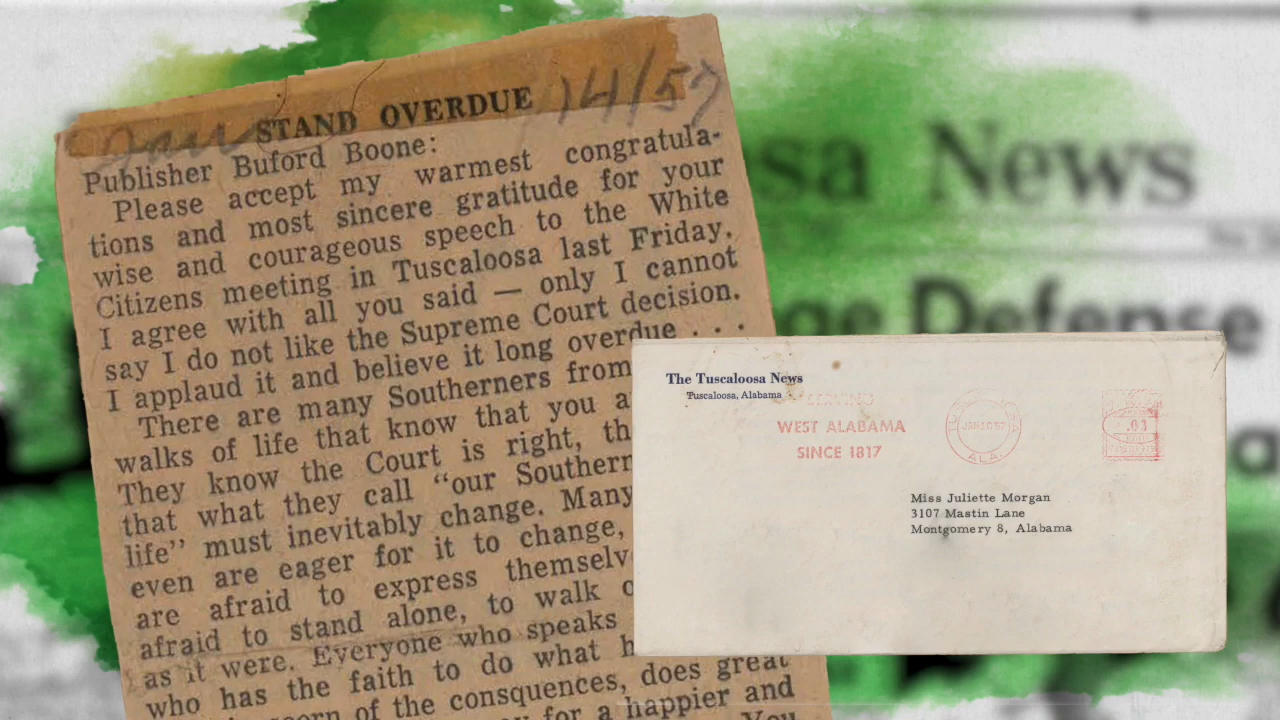 Jan 14/57
STAND OVERDUE
Publisher Buford Boone:
Please accept my warmest congratula-
tions and most sincere gratitude for your
wise and courageous speech to the White
Citizens meeting in Tuscaloosa last Friday.
I agree with all you said — only I cannot
say I do not like the Supreme Court decision.
I applaud it and believe it long overdue . . .
There are many Southerners from
walks of life that know that you a
They know the Court is right, th
that what they call “our Southern
life” must inevitably change. Many
even are eager for it to change,
are afraid to express themselv
afraid to stand alone, to walk o
as it were. Everyone who speaks
who has the faith to do what h
of the consquences, does great
for a happier and
You
sa News
ge Defense
The Tuscaloosa News
Tuscaloosa, Alabama
SERVING
WEST ALABAMA
SINCE 1817
JAN 10 '57
ALA.
.03
Miss Juliette Morgan
3107 Mastin Lane
Montgomery 8, Alabama